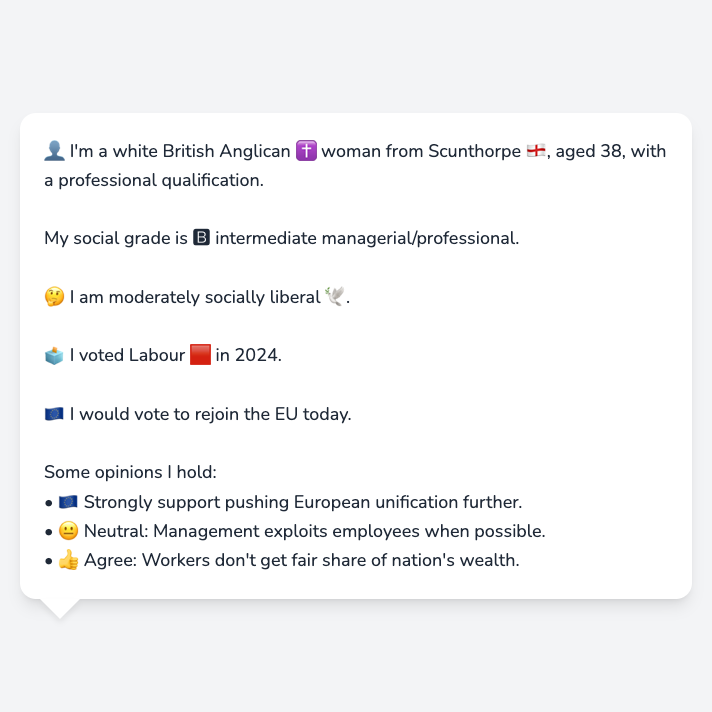 👤 I'm a white British Anglican ✝️ woman from Scunthorpe 🏴󠁧󠁢󠁥󠁮󠁧󠁿, aged 38, with
a professional qualification.
My social grade is 🅱 intermediate managerial/professional.
🤔 I am moderately socially liberal 🕊️.
🗳️ I voted Labour 🟥 in 2024.
🇪🇺 I would vote to rejoin the EU today.
Some opinions I hold:
• 🇪🇺 Strongly support pushing European unification further.
• 😐 Neutral: Management exploits employees when possible.
• 👍 Agree: Workers don't get fair share of nation's wealth.